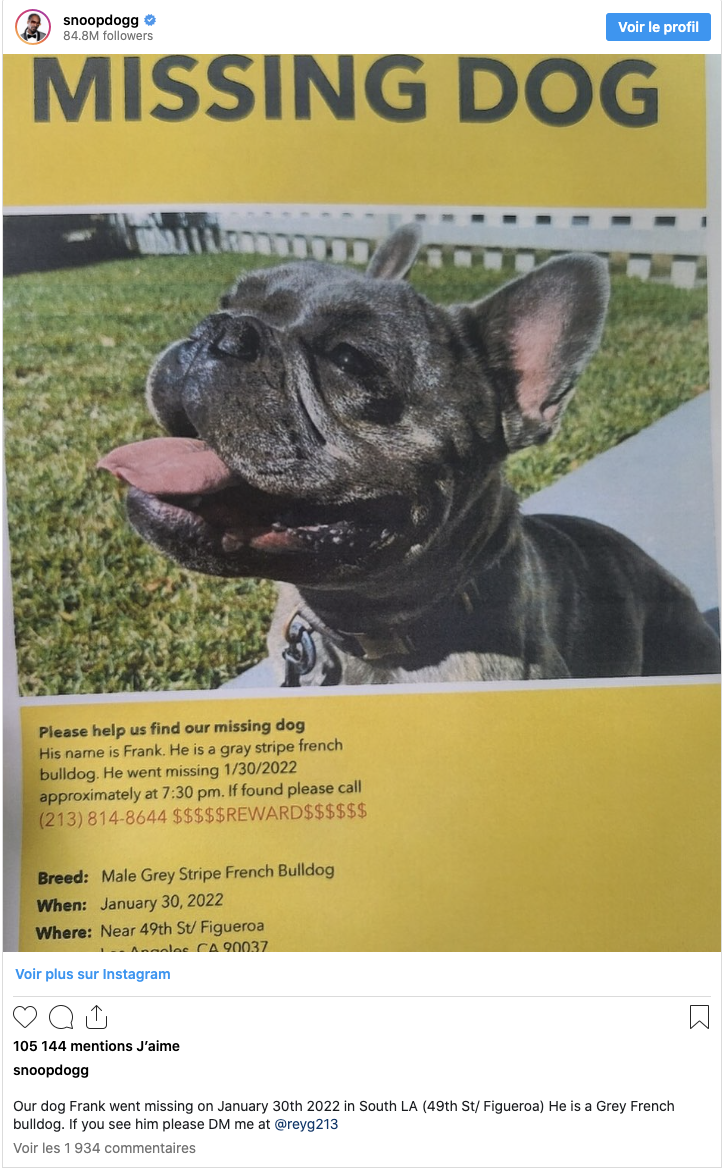 snoopdogg
84.8M followers
Voir le profil
MISSING DOG
Please help us find our missing dog
His name is Frank. He is a gray stripe french
bulldog. He went missing 1/30/2022
approximately at 7:30 pm. If found please call
(213) 814-8644 $$$$$REWARD$$$$$$
Breed: Male Grey Stripe French Bulldog
When: January 30, 2022
Where: Near 49th St/ Figueroa
Los Angeles, CA 90037
Voir plus sur Instagram
105 144 mentions J’aime
snoopdogg
Our dog Frank went missing on January 30th 2022 in South LA (49th St/ Figueroa) He is a Grey French
bulldog. If you see him please DM me at @reyg213
Voir les 1 934 commentaires